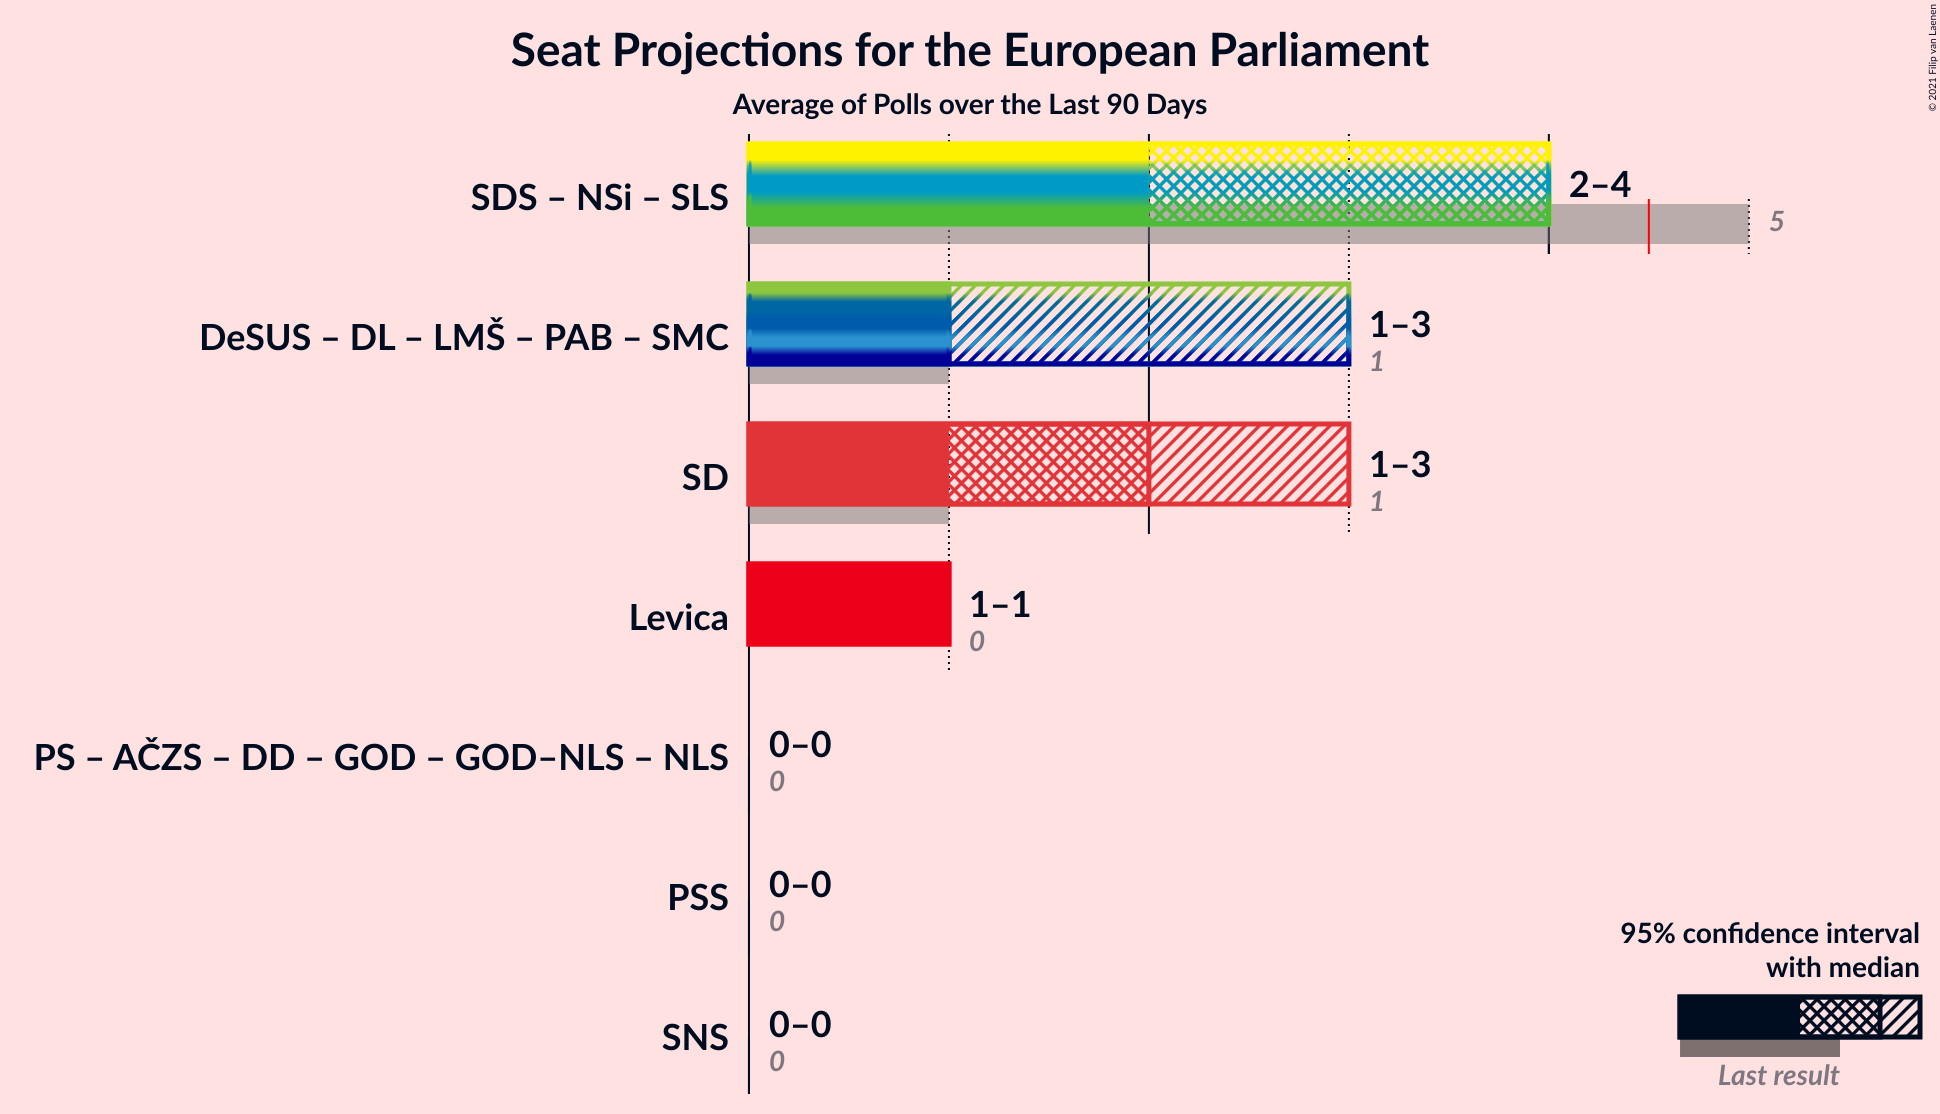 Seat Projections for the European Parliament
Average of Polls over the Last 90 Days
© 2021 Filip van Laenen
SDS – NSi – SLS
2–4
5
DeSUS – DL – LMŠ – PAB – SMC
1–3
1
SD
1–3
1
Levica
1–1
0
PS – AČZS – DD – GOD – GOD–NLS – NLS
0–0
0
PSS
0–0
0
SNS
0–0
0
95% confidence interval
with median
Last result